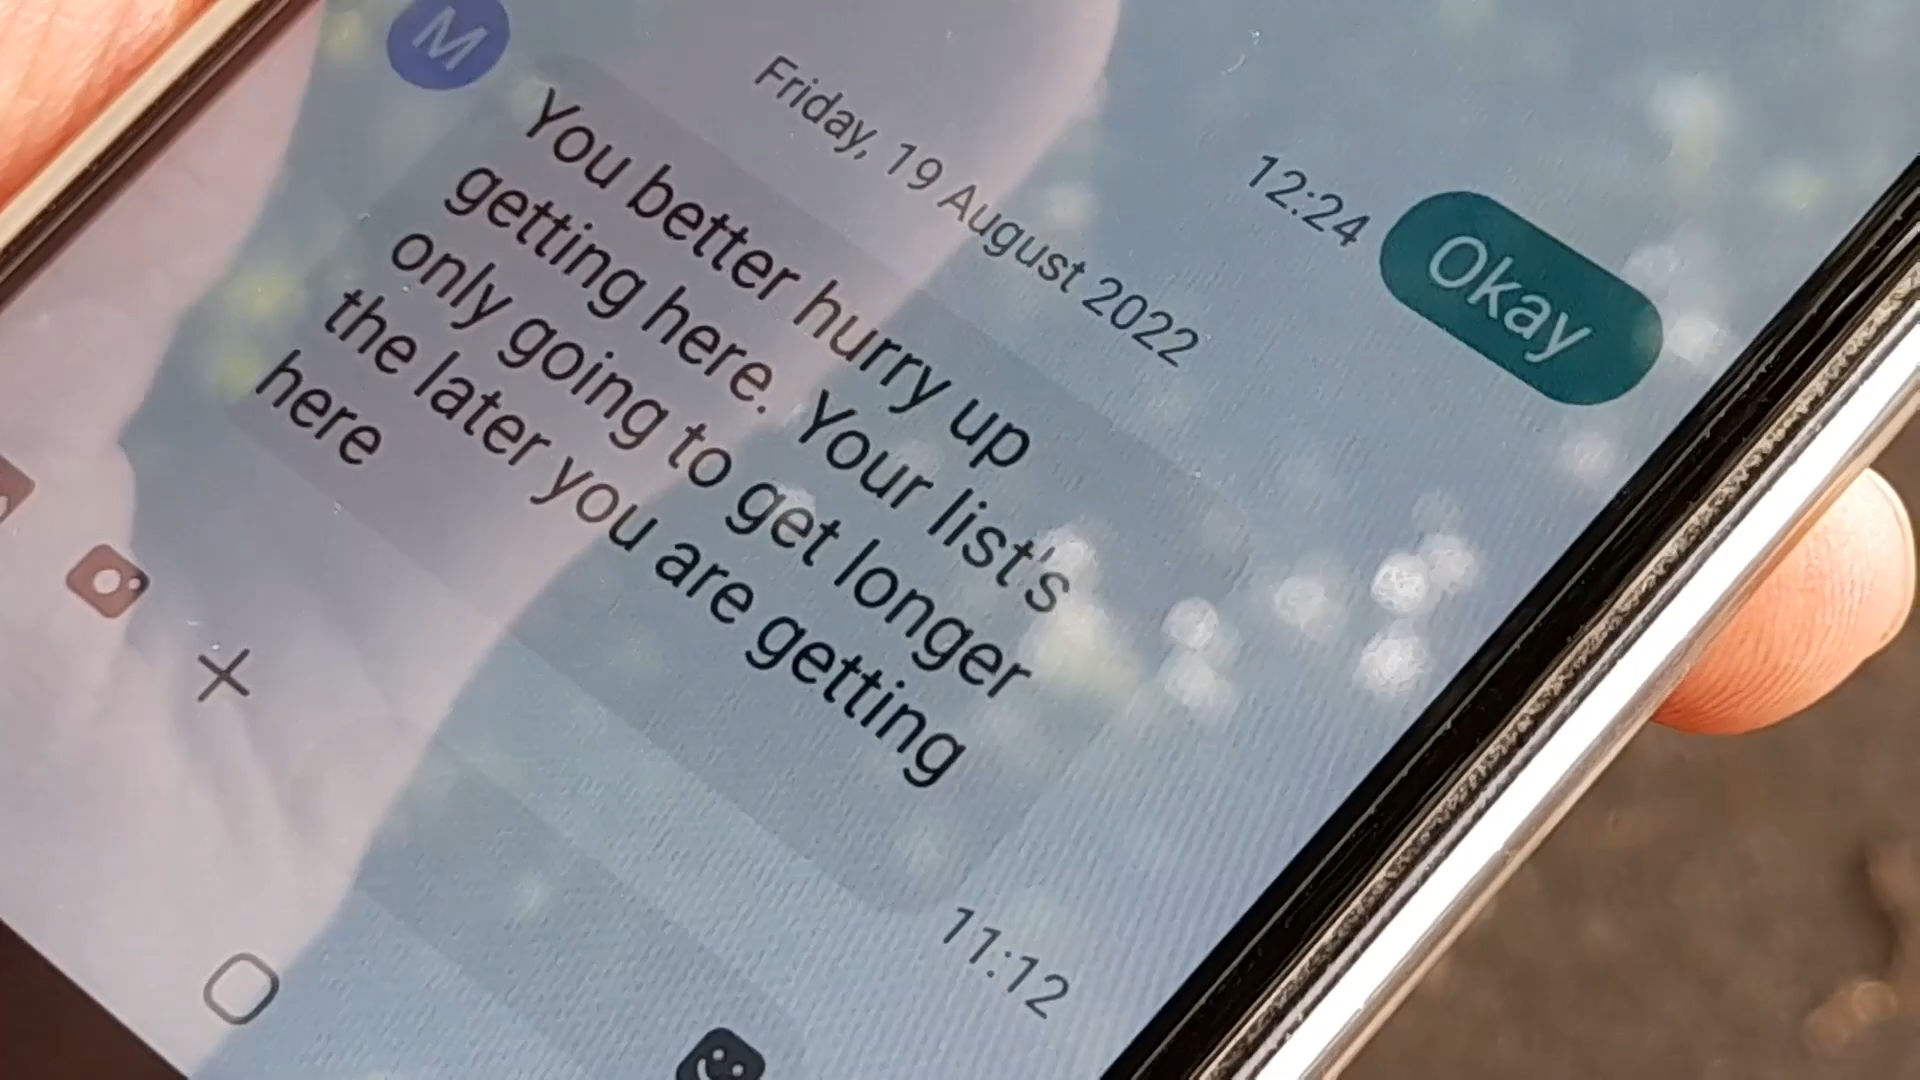 12:24
Okay
Friday, 19 August 2022
M
You better hurry up
getting here. Your list's
only going to get longer
the later you are getting
here
11:12